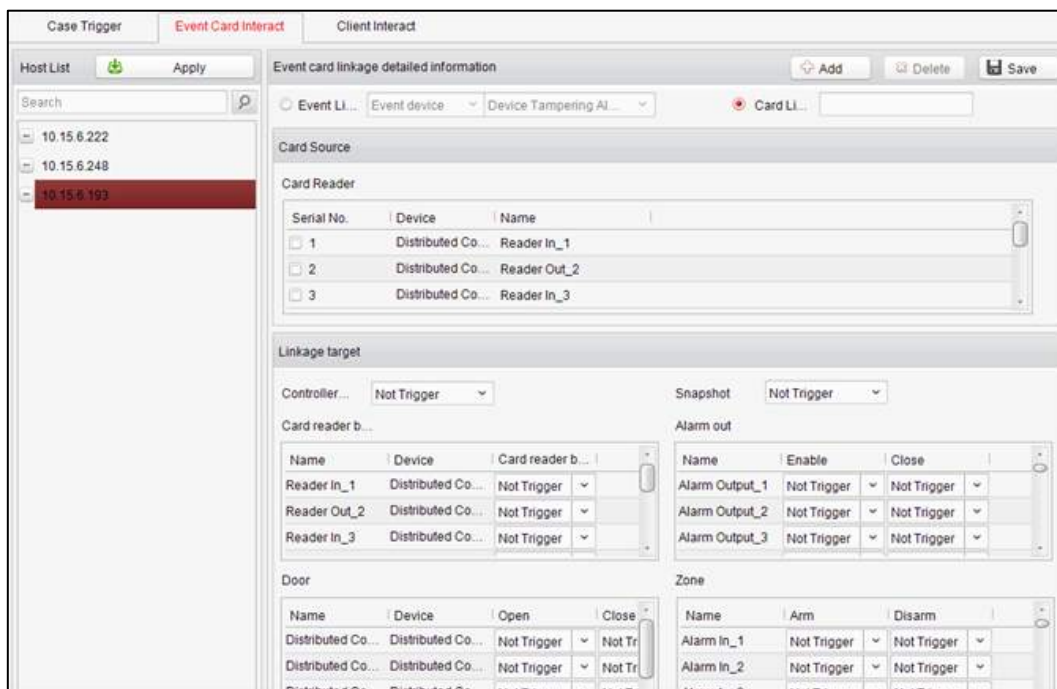 Case Trigger Event Card Interact Client Interact
Host List Apply Event card linkage detailed information Add Delete Save
Search Event Li... Event device Device Tampering Al... Card Li...
10.15.6.222
10.15.6.248
10.15.6.193
Card Source
Card Reader
Serial No. Device Name
1 Distributed Co... Reader In_1
2 Distributed Co... Reader Out_2
3 Distributed Co... Reader In_3
Linkage target
Controller... Not Trigger Snapshot Not Trigger
Card reader b... Alarm out
Name Device Card reader b... Name Enable Close
Reader In_1 Distributed Co... Not Trigger Alarm Output_1 Not Trigger Not Trigger
Reader Out_2 Distributed Co... Not Trigger Alarm Output_2 Not Trigger Not Trigger
Reader In_3 Distributed Co... Not Trigger Alarm Output_3 Not Trigger Not Trigger
Door Zone
Name Device Open Close Name Arm Disarm
Distributed Co... Distributed Co... Not Trigger Not Tr Alarm In_1 Not Trigger Not Trigger
Distributed Co... Distributed Co... Not Trigger Not Tr Alarm In_2 Not Trigger Not Trigger